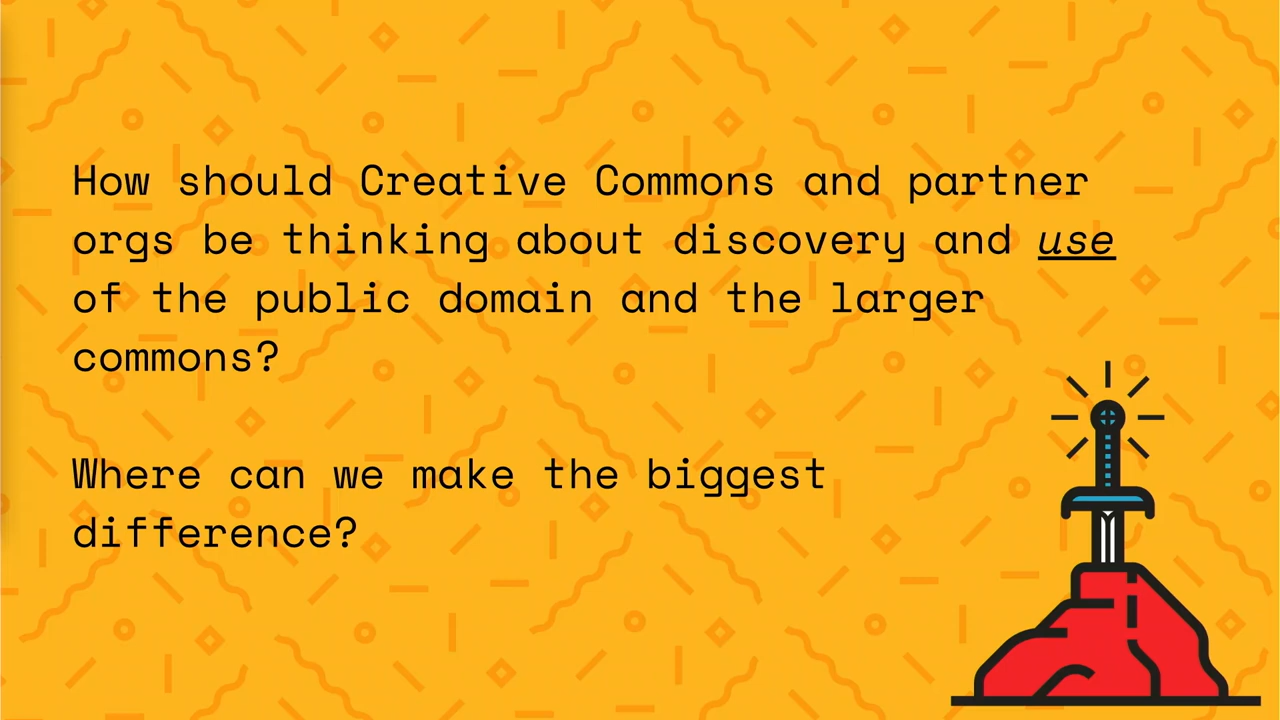 How should Creative Commons and partner
orgs be thinking about discovery and use
of the public domain and the larger
commons?
Where can we make the biggest
difference?